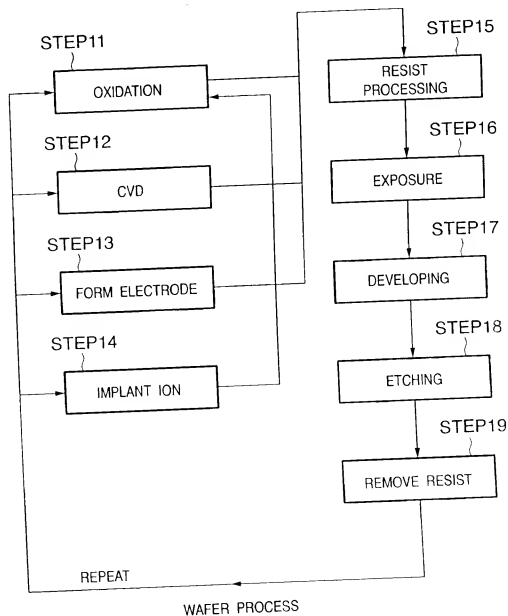 STEP11
OXIDATION
STEP12
CVD
STEP13
FORM ELECTRODE
STEP14
IMPLANT ION
STEP15
RESIST
PROCESSING
STEP16
EXPOSURE
STEP17
DEVELOPING
STEP18
ETCHING
STEP19
REMOVE RESIST
REPEAT
WAFER PROCESS